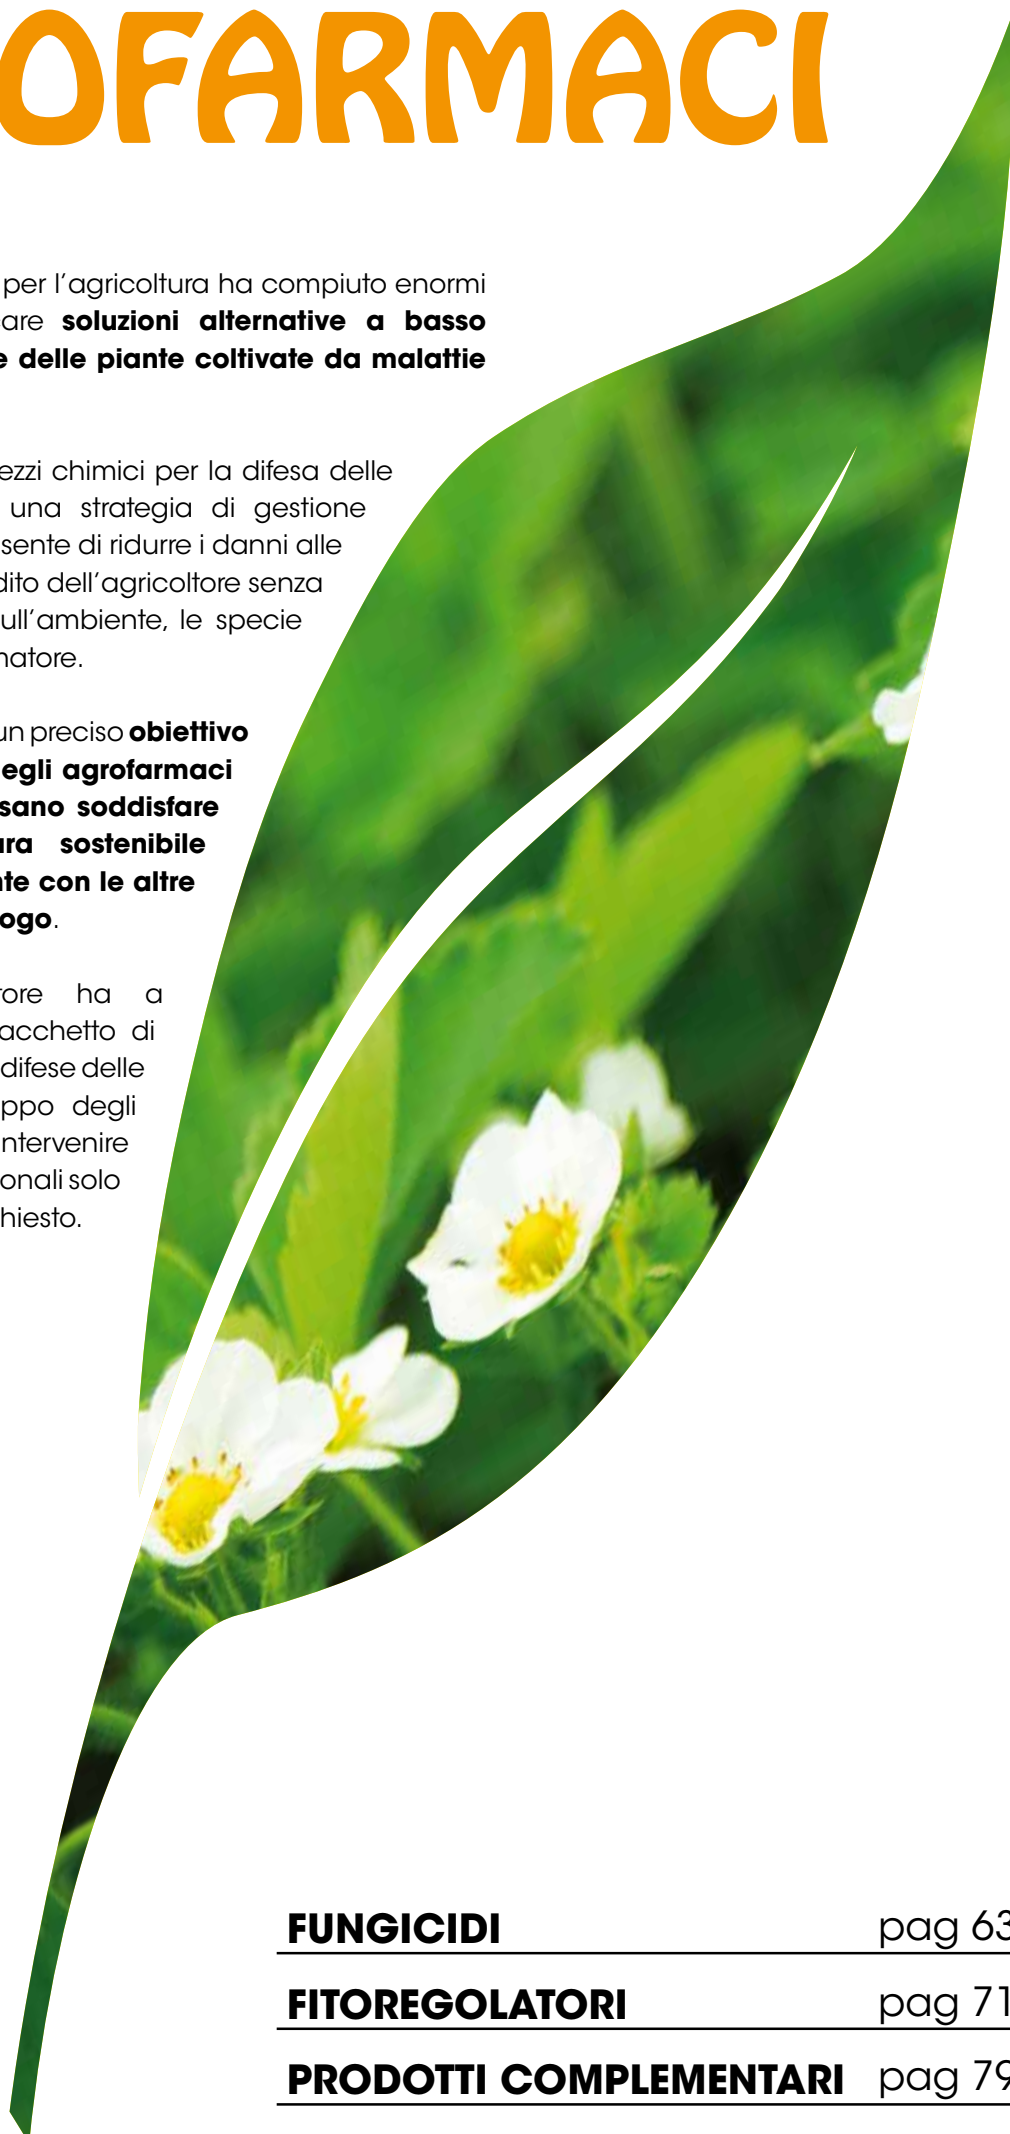 OFARMACI
per l’agricoltura ha compiuto enormi
are soluzioni alternative a basso
e delle piante coltivate da malattie
ezzi chimici per la difesa delle
una strategia di gestione
sente di ridurre i danni alle
dito dell’agricoltore senza
ull’ambiente, le specie
natore.
un preciso obiettivo
egli agrofarmaci
sano soddisfare
ura sostenibile
nte con le altre
ogo.
tore ha a
acchetto di
difese delle
ppo degli
ntervenire
onali solo
hiesto.
FUNGICIDI pag 63
FITOREGOLATORI pag 71
PRODOTTI COMPLEMENTARI pag 79